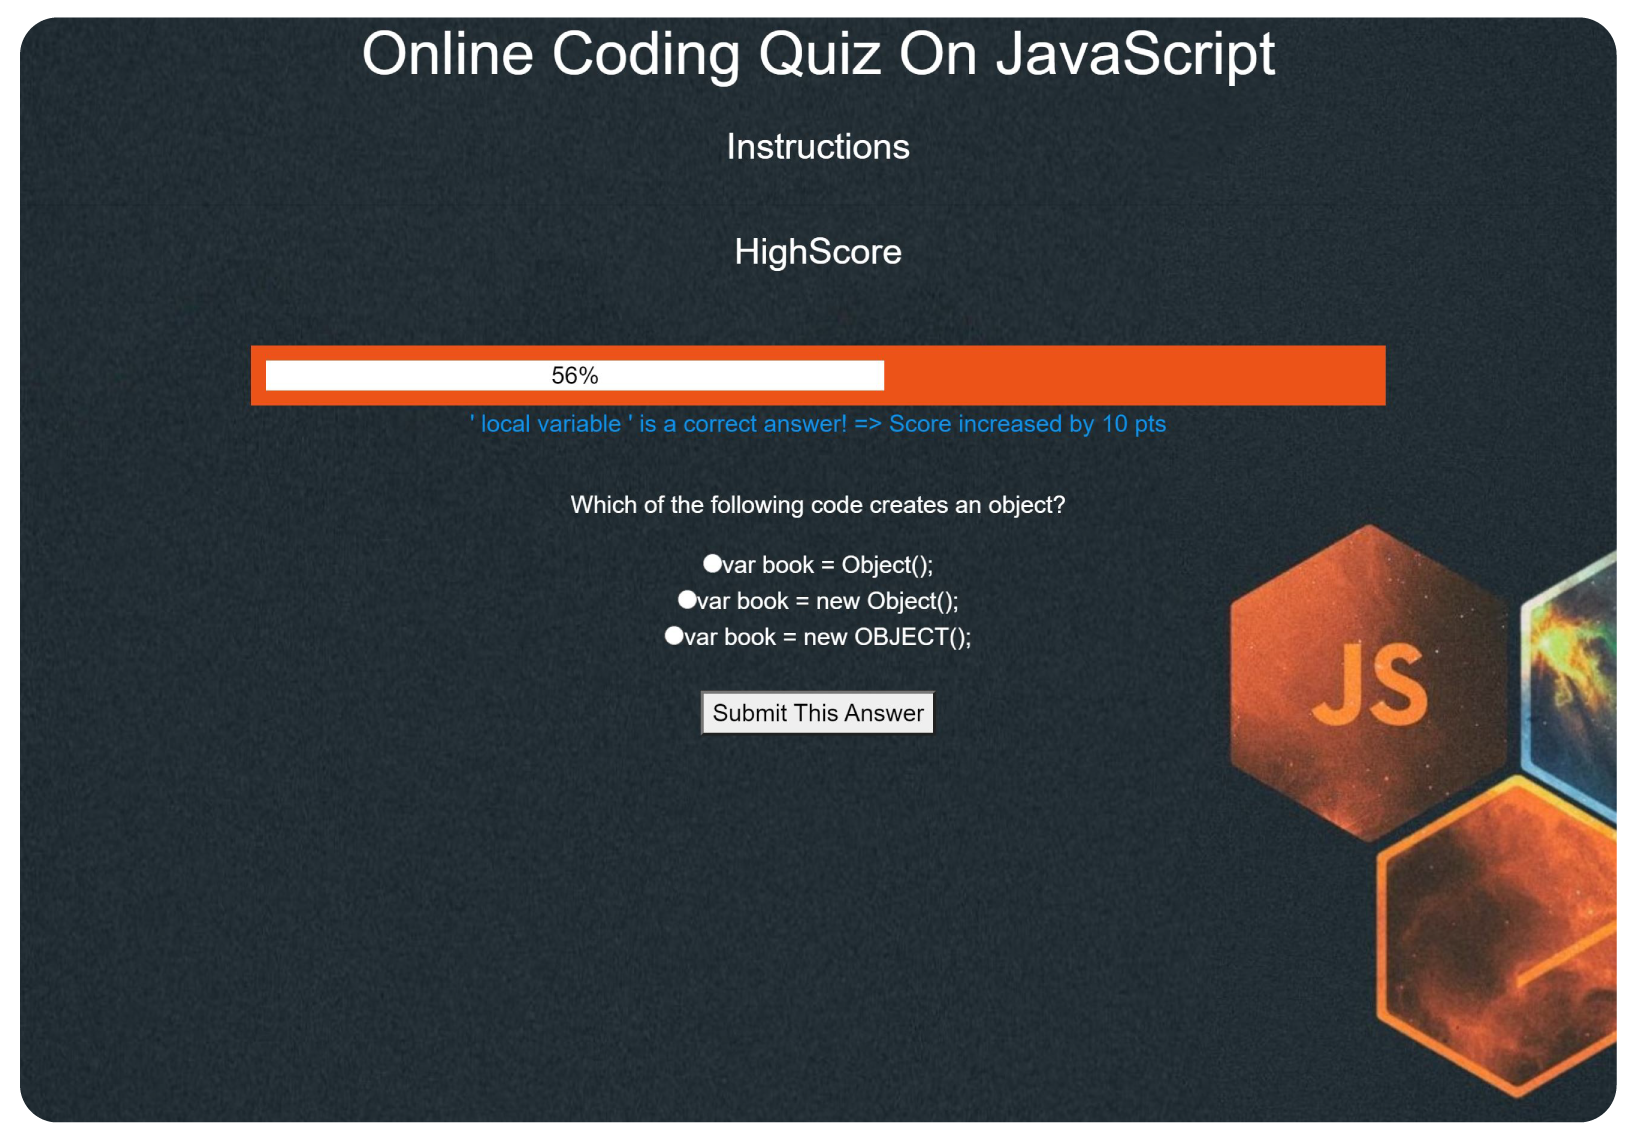 Online Coding Quiz On JavaScript
Instructions
HighScore
56%
' local variable ' is a correct answer! => Score increased by 10 pts
Which of the following code creates an object?
var book = Object();
var book = new Object();
var book = new OBJECT();
Submit This Answer
JS